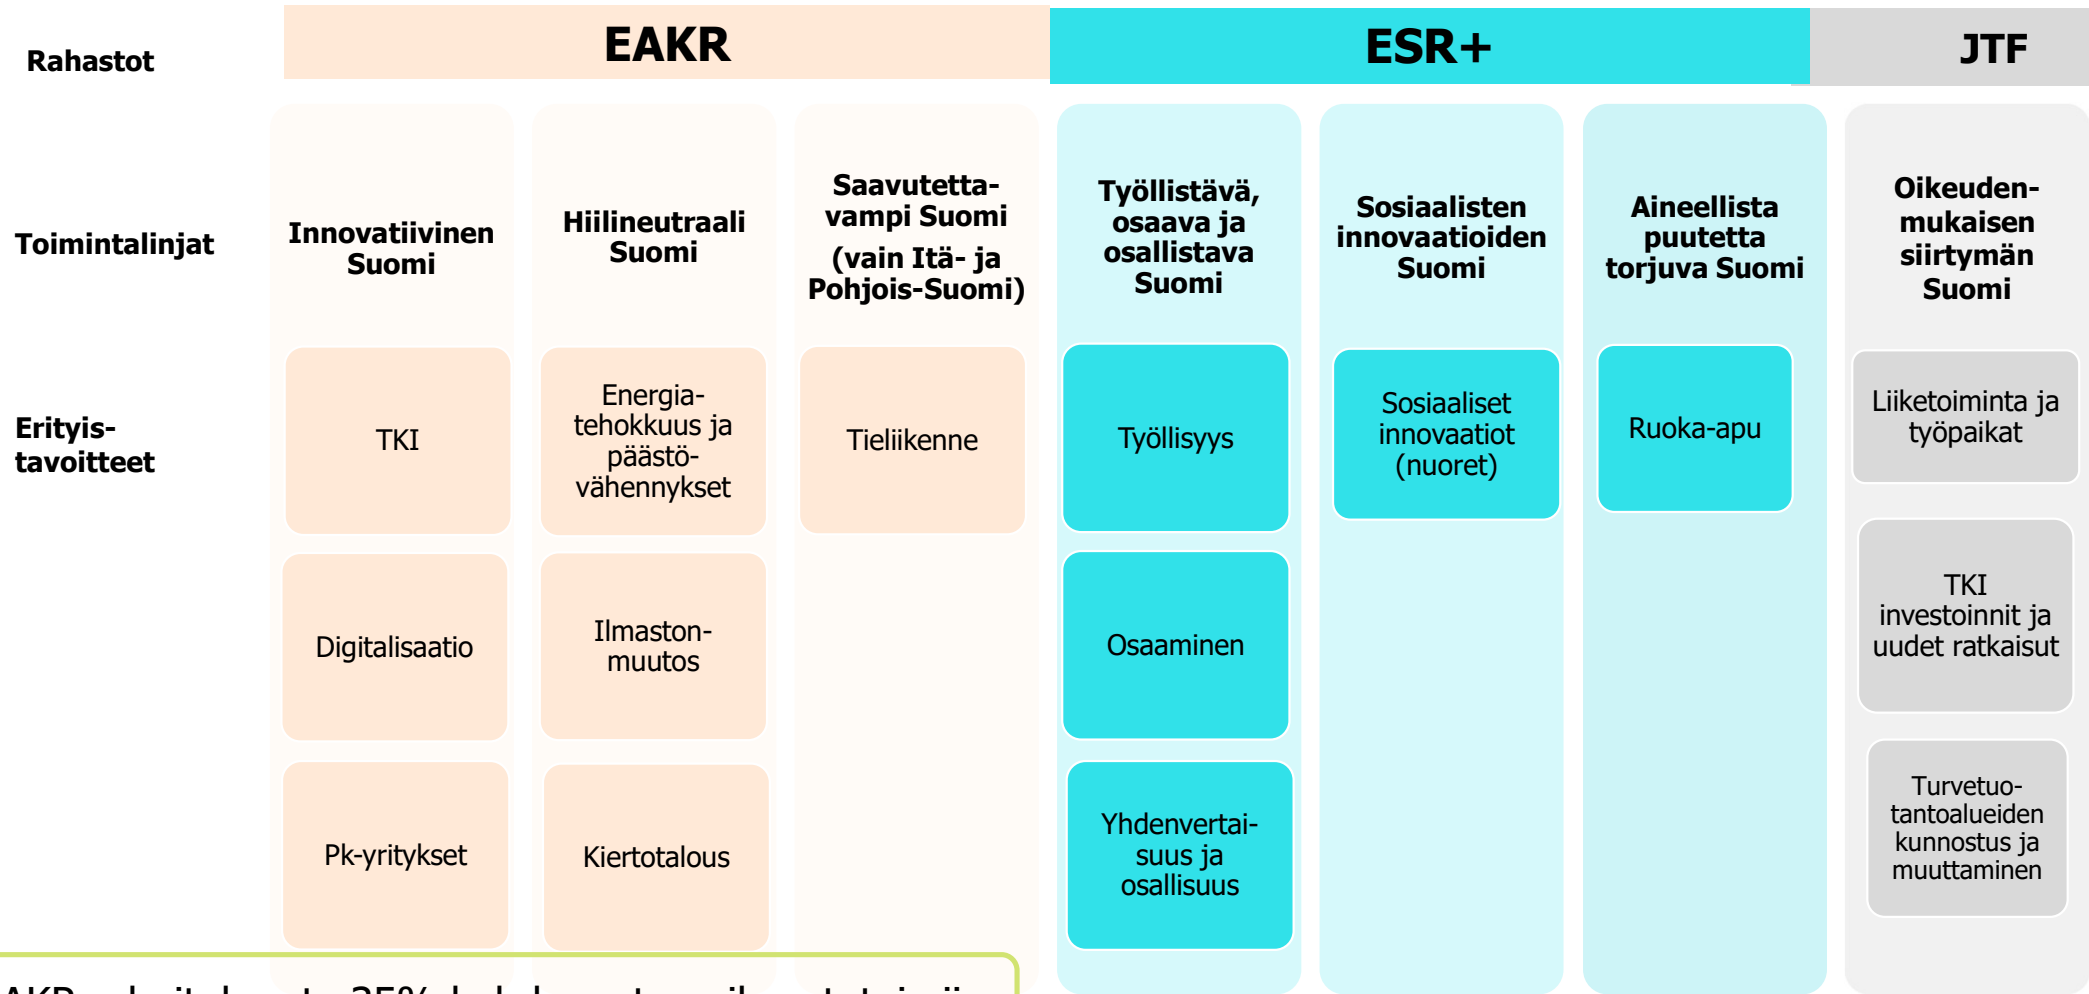 Rahastot
EAKR
ESR+
JTF
Toimintalinjat
Innovatiivinen
Suomi
Hiilineutraali
Suomi
Saavutetta-
vampi Suomi
(vain Itä- ja
Pohjois-Suomi)
Työllistävä,
osaava ja
osallistava
Suomi
Sosiaalisten
innovaatioiden
Suomi
Aineellista
puutetta
torjuva Suomi
Oikeuden-
mukaisen
siirtymän
Suomi
Erityis-
tavoitteet
TKI
Energia-
tehokkuus ja
päästö-
vähennykset
Tieliikenne
Työllisyys
Sosiaaliset
innovaatiot
(nuoret)
Ruoka-apu
Liiketoiminta ja
työpaikat
Digitalisaatio
Ilmaston-
muutos
Osaaminen
TKI
investoinnit ja
uudet ratkaisut
Pk-yritykset
Kiertotalous
Yhdenvertai-
suus ja
osallisuus
Turvetuo-
tantoalueiden
kunnostus ja
muuttaminen